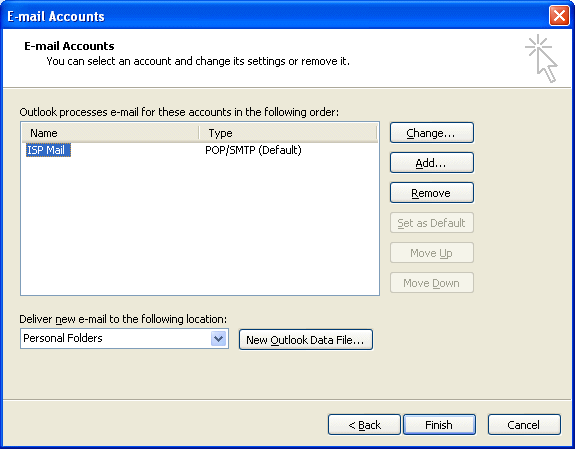 E-mail Accounts
E-mail Accounts
You can select an account and change its settings or remove it.
Outlook processes e-mail for these accounts in the following order:
Name Type
ISP Mail POP/SMTP (Default)
Change...
Add...
Remove
Set as Default
Move Up
Move Down
Deliver new e-mail to the following location:
Personal Folders New Outlook Data File...
< Back Finish Cancel